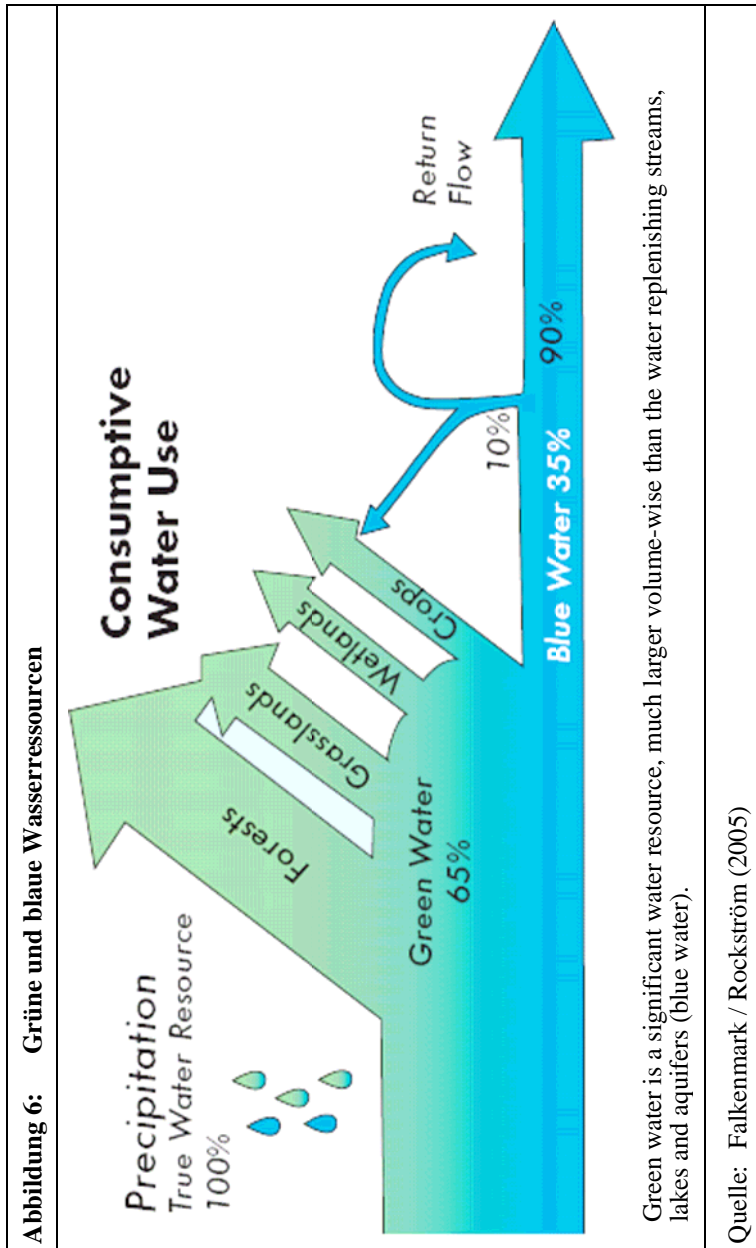 Abbildung 6: Grüne und blaue Wasserressourcen
Precipitation
True Water Resource
100%
Consumptive
Water Use
Forests
Grasslands
Wetlands
Crops
Green Water
65%
Return
Flow
10%
90%
Blue Water 35%
Green water is a significant water resource, much larger volume-wise than the water replenishing streams,
lakes and aquifers (blue water).
Quelle: Falkenmark / Rockström (2005)